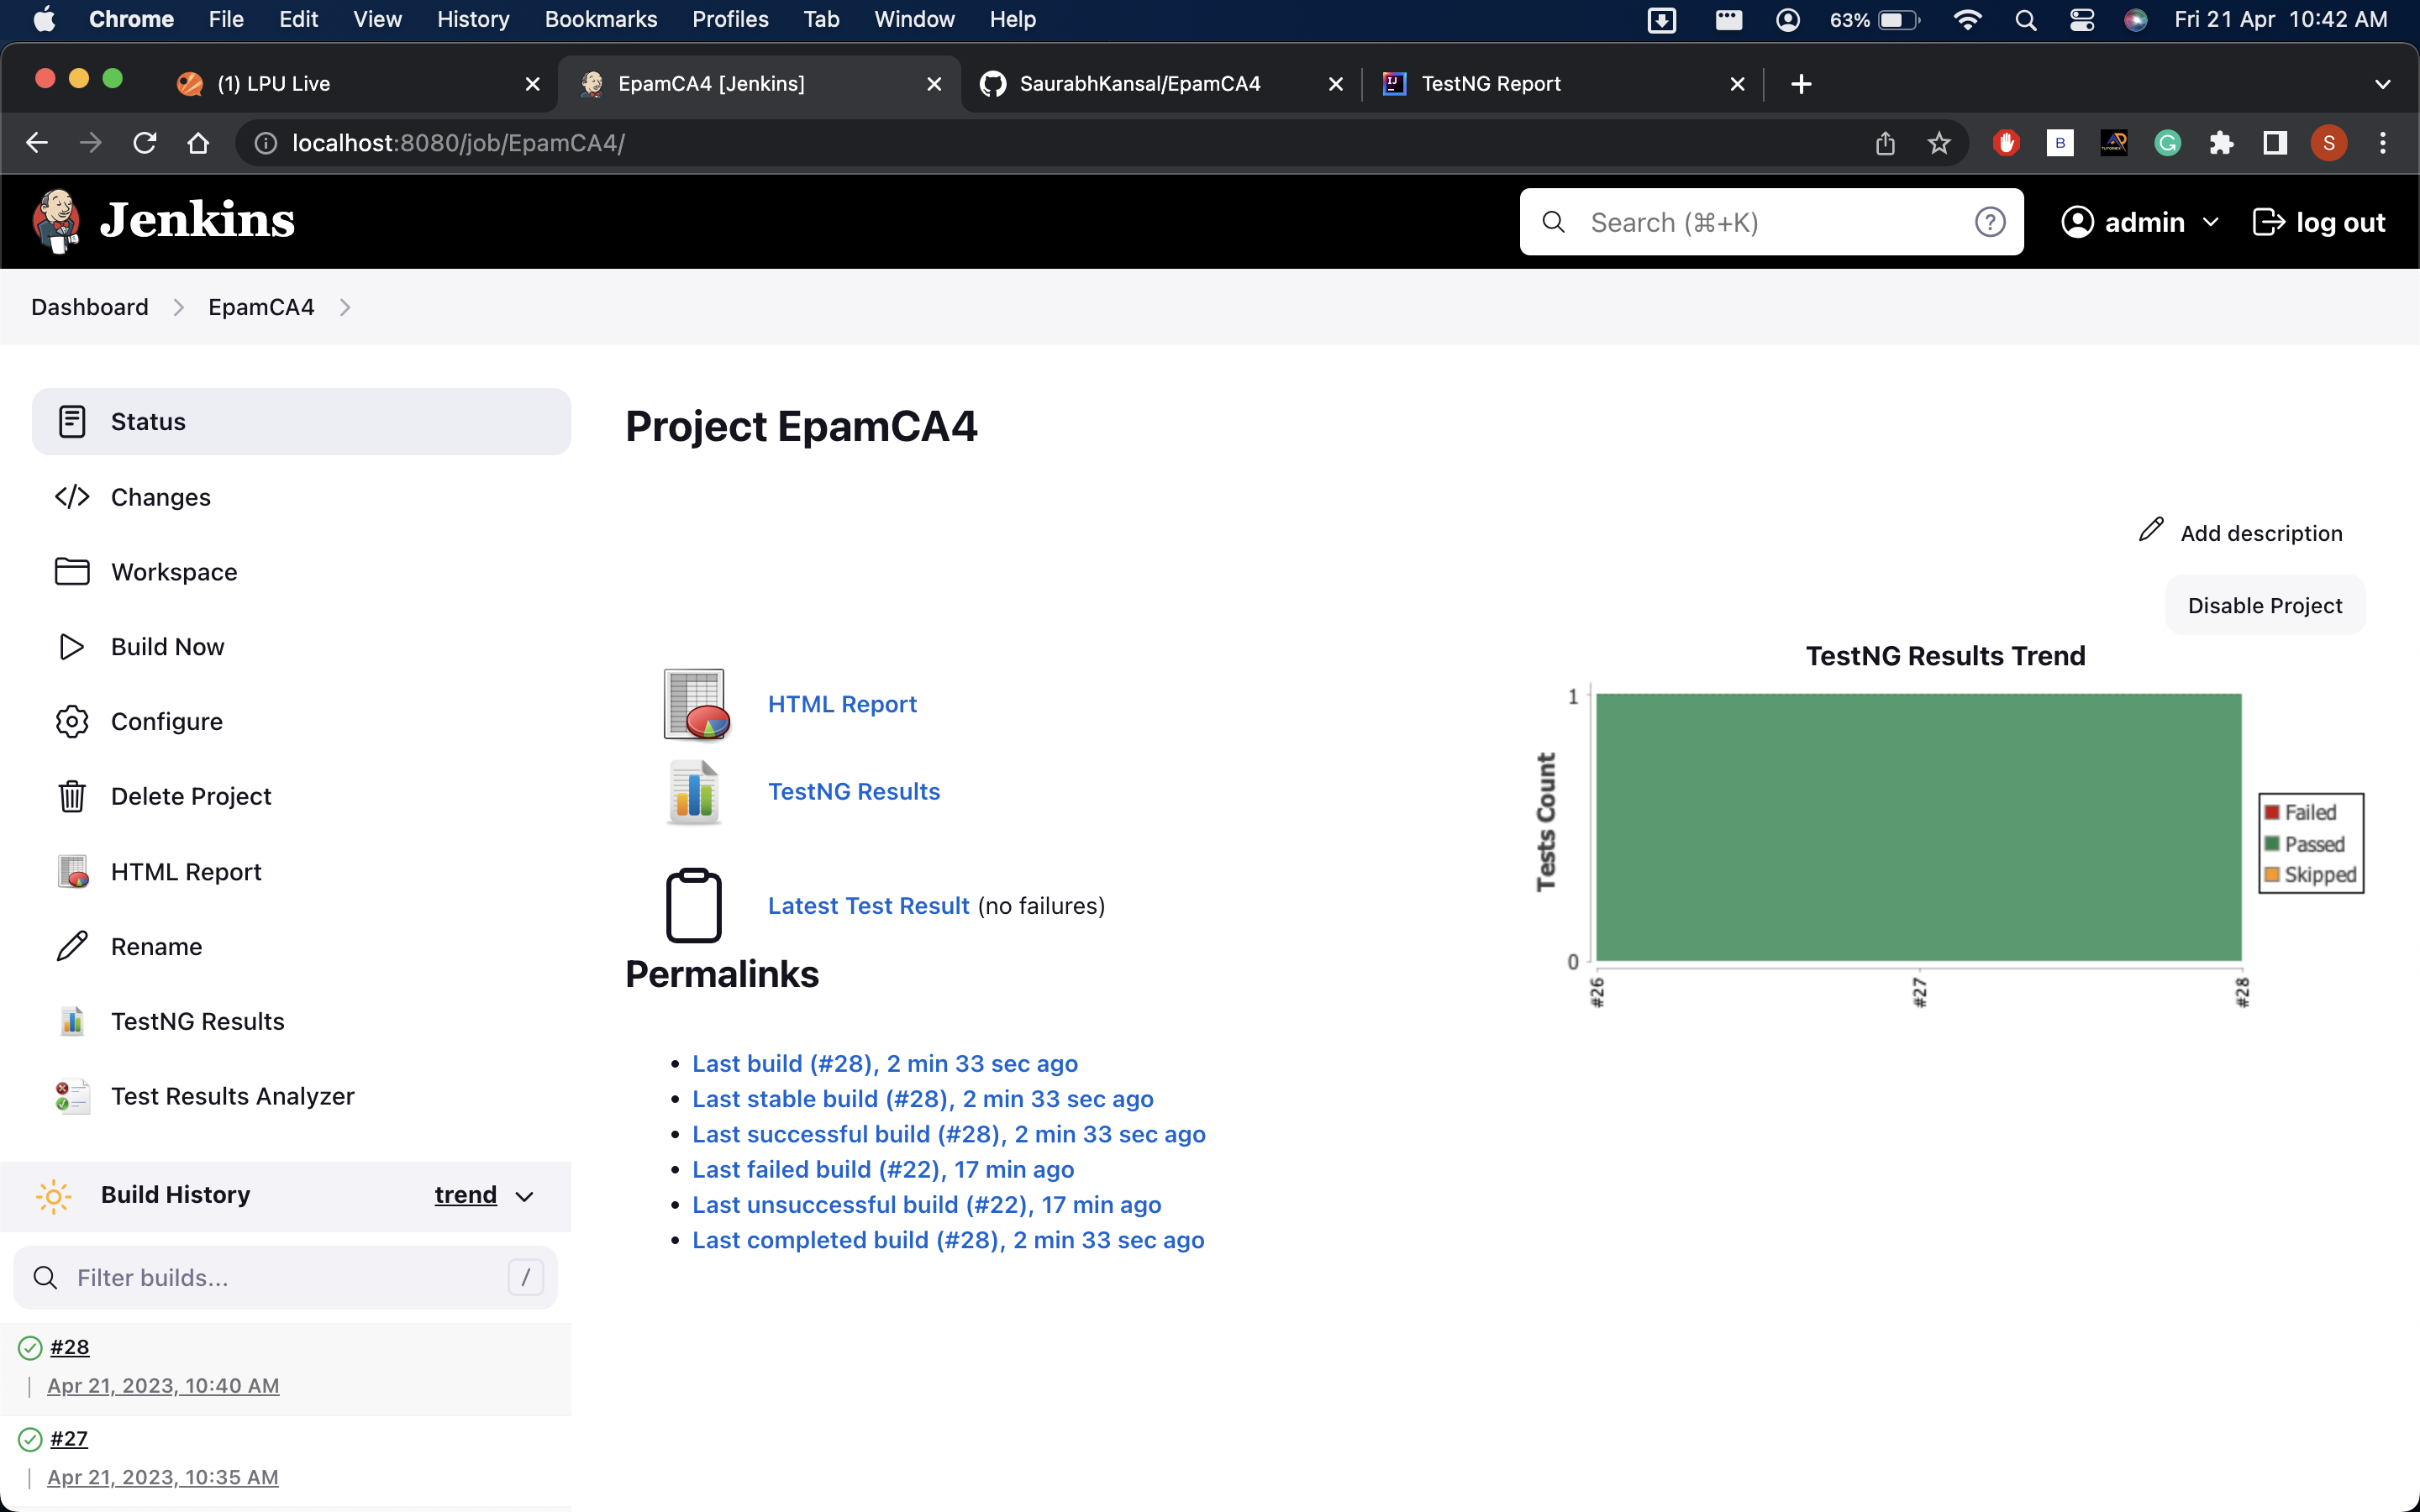 Chrome File Edit View History Bookmarks Profiles Tab Window Help 63% Fri 21 Apr 10:42 AM
(1) LPU Live EpamCA4 [Jenkins] SaurabhKansal/EpamCA4 TestNG Report
localhost:8080/job/EpamCA4/ B G S
Jenkins Search (⌘+K) ? admin log out
Dashboard EpamCA4
Status
Changes
Workspace
Build Now
Configure
Delete Project
HTML Report
Rename
TestNG Results
Test Results Analyzer
Build History trend
Filter builds... /
#28
Apr 21, 2023, 10:40 AM
#27
Apr 21, 2023, 10:35 AM
Project EpamCA4
Add description
Disable Project
HTML Report
TestNG Results
Latest Test Result (no failures)
TestNG Results Trend
Tests Count
1
0
#26 #27 #28
Failed
Passed
Skipped
Permalinks
Last build (#28), 2 min 33 sec ago
Last stable build (#28), 2 min 33 sec ago
Last successful build (#28), 2 min 33 sec ago
Last failed build (#22), 17 min ago
Last unsuccessful build (#22), 17 min ago
Last completed build (#28), 2 min 33 sec ago